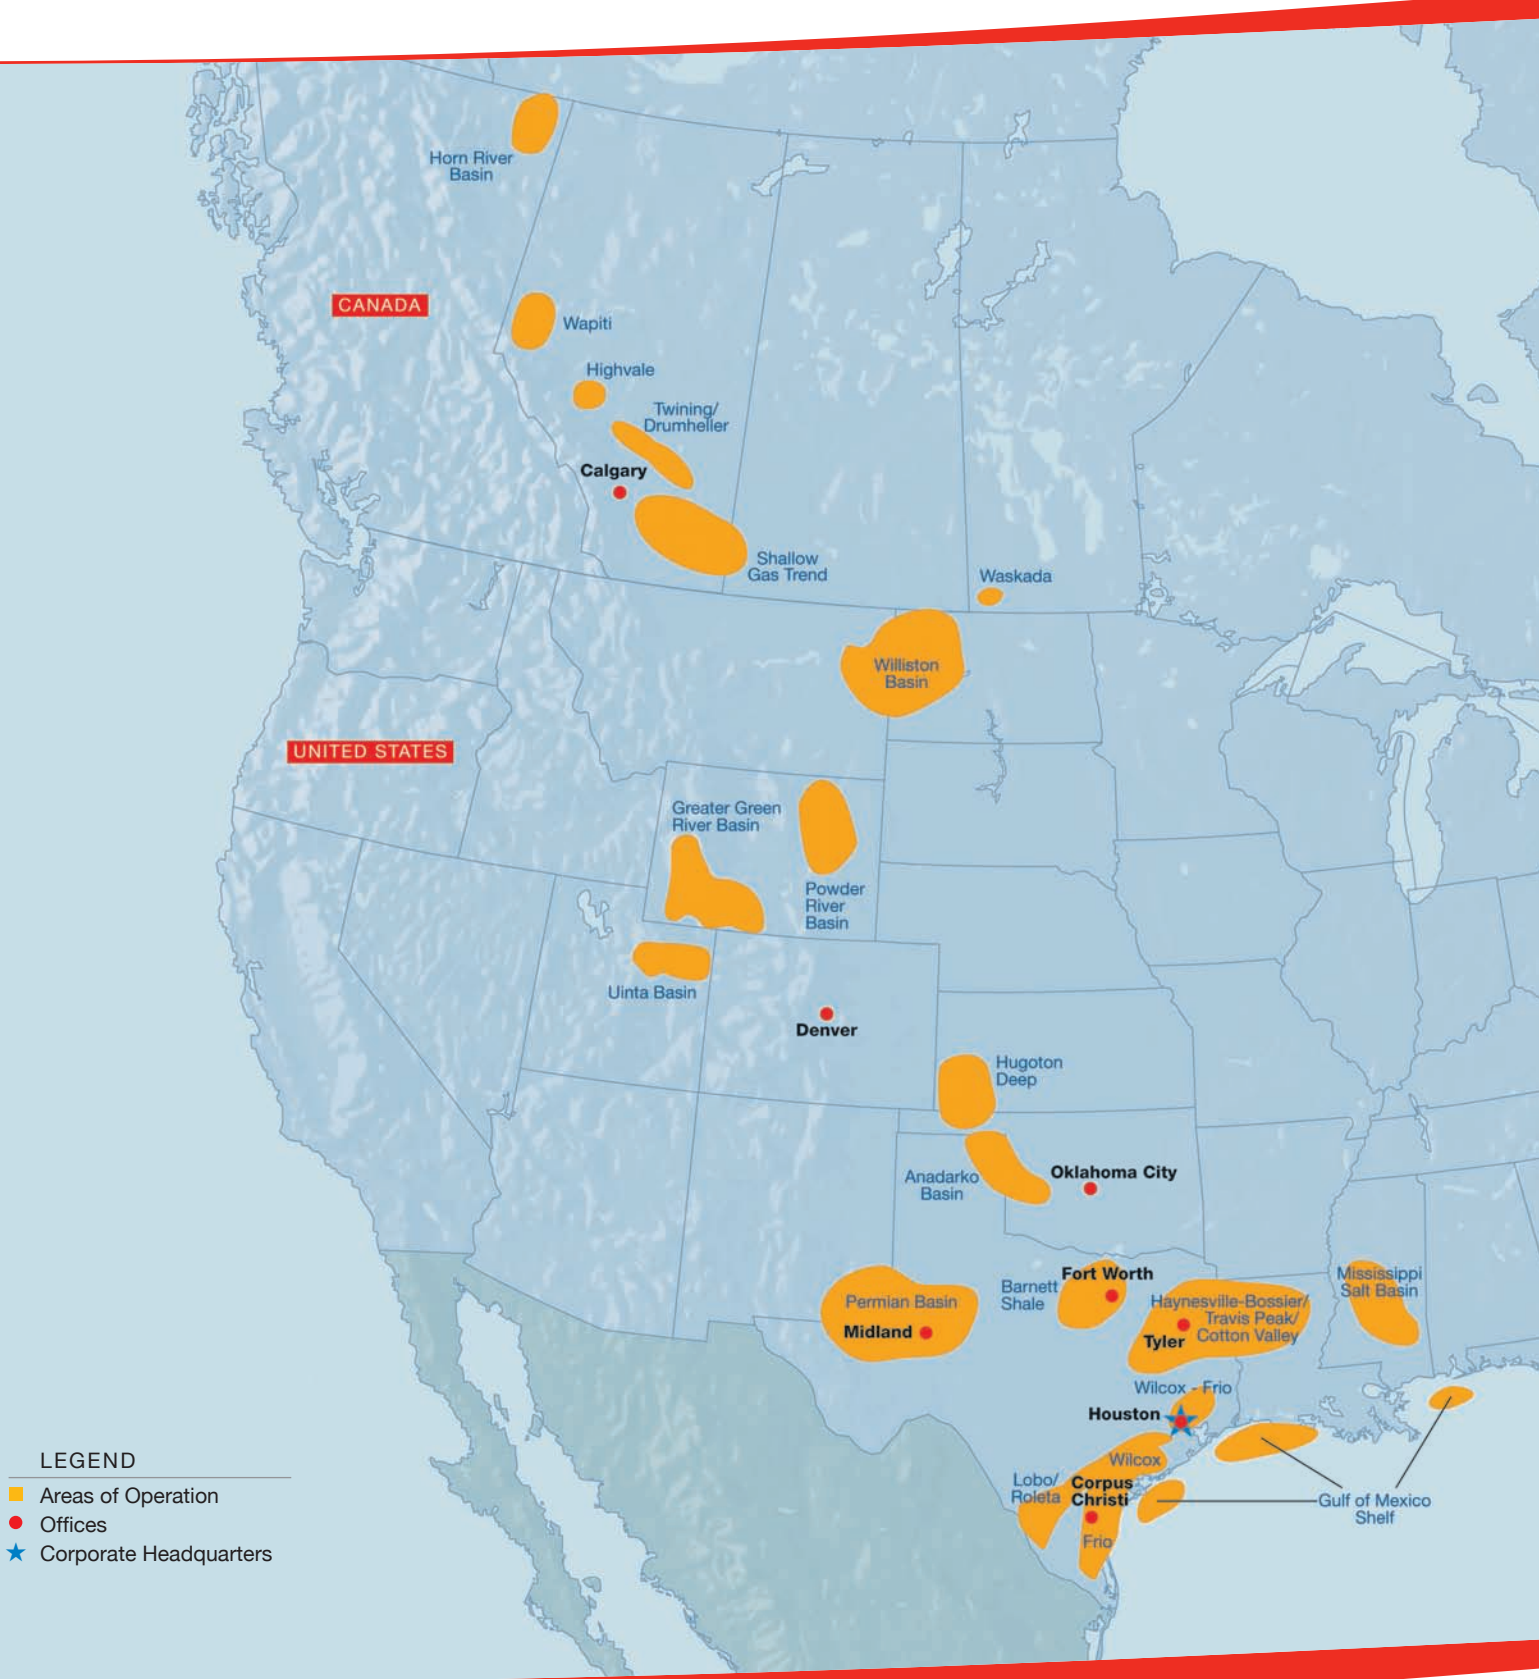 Horn River
Basin
CANADA
Wapiti
Highvale
Twining/
Drumheller
Calgary
Shallow
Gas Trend
Waskada
Williston
Basin
UNITED STATES
Greater Green
River Basin
Powder
River
Basin
Uinta Basin
Denver
Hugoton
Deep
Anadarko
Basin
Oklahoma City
Fort Worth
Barnett
Shale
Permian Basin
Midland
Haynesville-Bossier/
Travis Peak/
Cotton Valley
Tyler
Mississippi
Salt Basin
Wilcox - Frio
Houston
Wilcox
Lobo/
Roleta
Corpus
Christi
Frio
Gulf of Mexico
Shelf
LEGEND
Areas of Operation
Offices
Corporate Headquarters